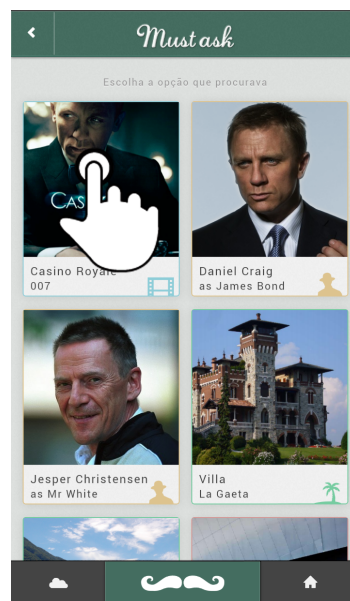 Must ask
Escolha a opção que procurava
CAS
Casino Royale
007
Daniel Craig
as James Bond
Jesper Christensen
as Mr White
Villa
La Gaeta